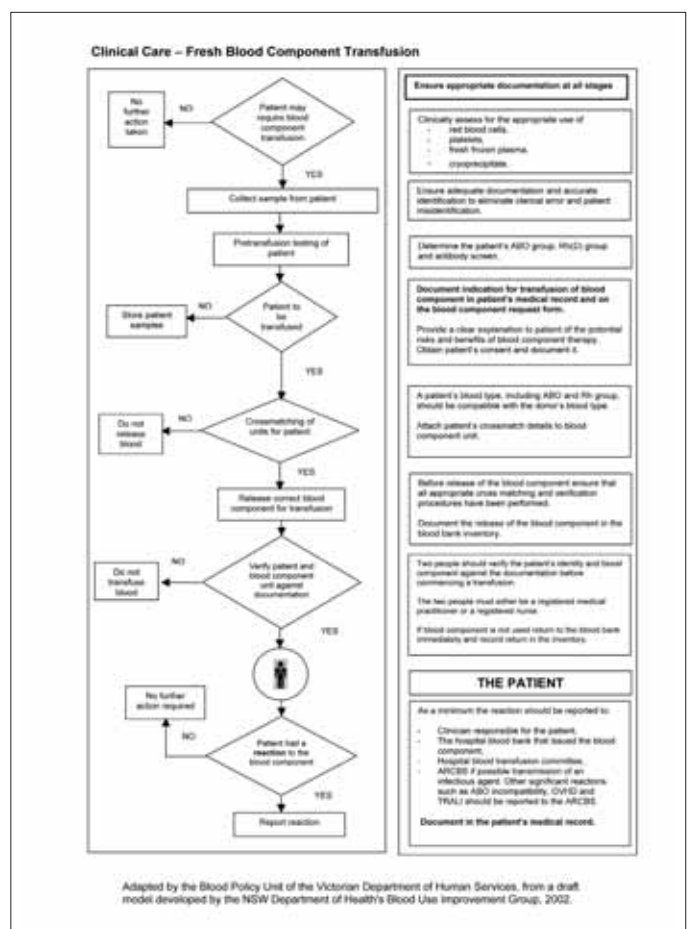 Clinical Care – Fresh Blood Component Transfusion
No
further
action
taken
NO
Patient may
require blood
component
transfusion
YES
Collect sample from patient
Pretransfusion testing of
patient
Store patient
samples
NO
Patient to
be
transfused
YES
Do not
release
blood
NO
Crossmatching of
units for patient
YES
Release correct blood
component for transfusion
Do not
transfuse
blood
NO
Verify patient and
blood component
unit against
documentation
YES
No further
action required
NO
Patient had a
reaction to the
blood component
YES
Report reaction
Ensure appropriate documentation at all stages
Clinically assess for the appropriate use of
- red blood cells,
- platelets,
- fresh frozen plasma,
- cryoprecipitate.
Ensure adequate documentation and accurate
identification to eliminate clerical error and patient
misidentification.
Determine the patient's ABO group, Rh(D) group
and antibody screen.
Document indication for transfusion of blood
component in patient's medical record and on
the blood component request form.
Provide a clear explanation to patient of the potential
risks and benefits of blood component therapy.
Obtain patient's consent and document it.
A patient's blood type, including ABO and Rh group,
should be compatible with the donor's blood type.
Attach patient's crossmatch details to blood
component unit.
Before release of the blood component ensure that
all appropriate cross matching and verification
procedures have been performed.
Document the release of the blood component in the
blood bank inventory.
Two people should verify the patient's identity and blood
component against the documentation before
commencing a transfusion.
The two people must either be a registered medical
practitioner or a registered nurse.
If blood component is not used return to the blood bank
immediately and record return in the inventory.
THE PATIENT
As a minimum the reaction should be reported to:
- Clinician responsible for the patient,
- The hospital blood bank that issued the blood
component,
- Hospital blood transfusion committee,
- ARCBS if possible transmission of an
infectious agent. Other significant reactions
such as ABO incompatibility, GVHD and
TRALI should be reported to the ARCBS.
Document in the patient's medical record.
Adapted by the Blood Policy Unit of the Victorian Department of Human Services, from a draft
model developed by the NSW Department of Health's Blood Use Improvement Group, 2002.